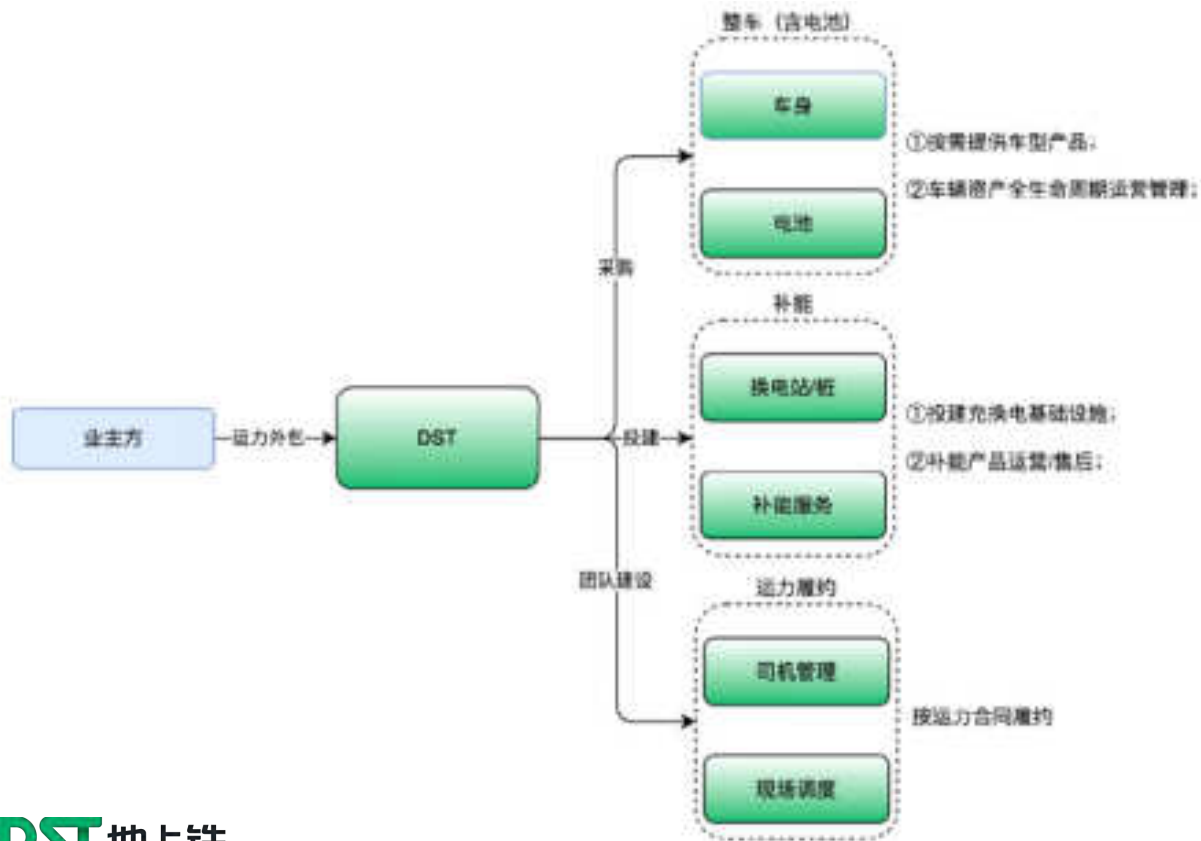 整车（含电池）
车身
电池
①按需提供车型产品；
②车辆资产全生命周期运营管理；
采购
补能
换电站/桩
补能服务
①投建充换电基础设施；
②补能产品运营/售后；
业主方
运力外包
DST
投建
团队建设
运力履约
司机管理
现场调度
按运力合同履约
DST 地上铁